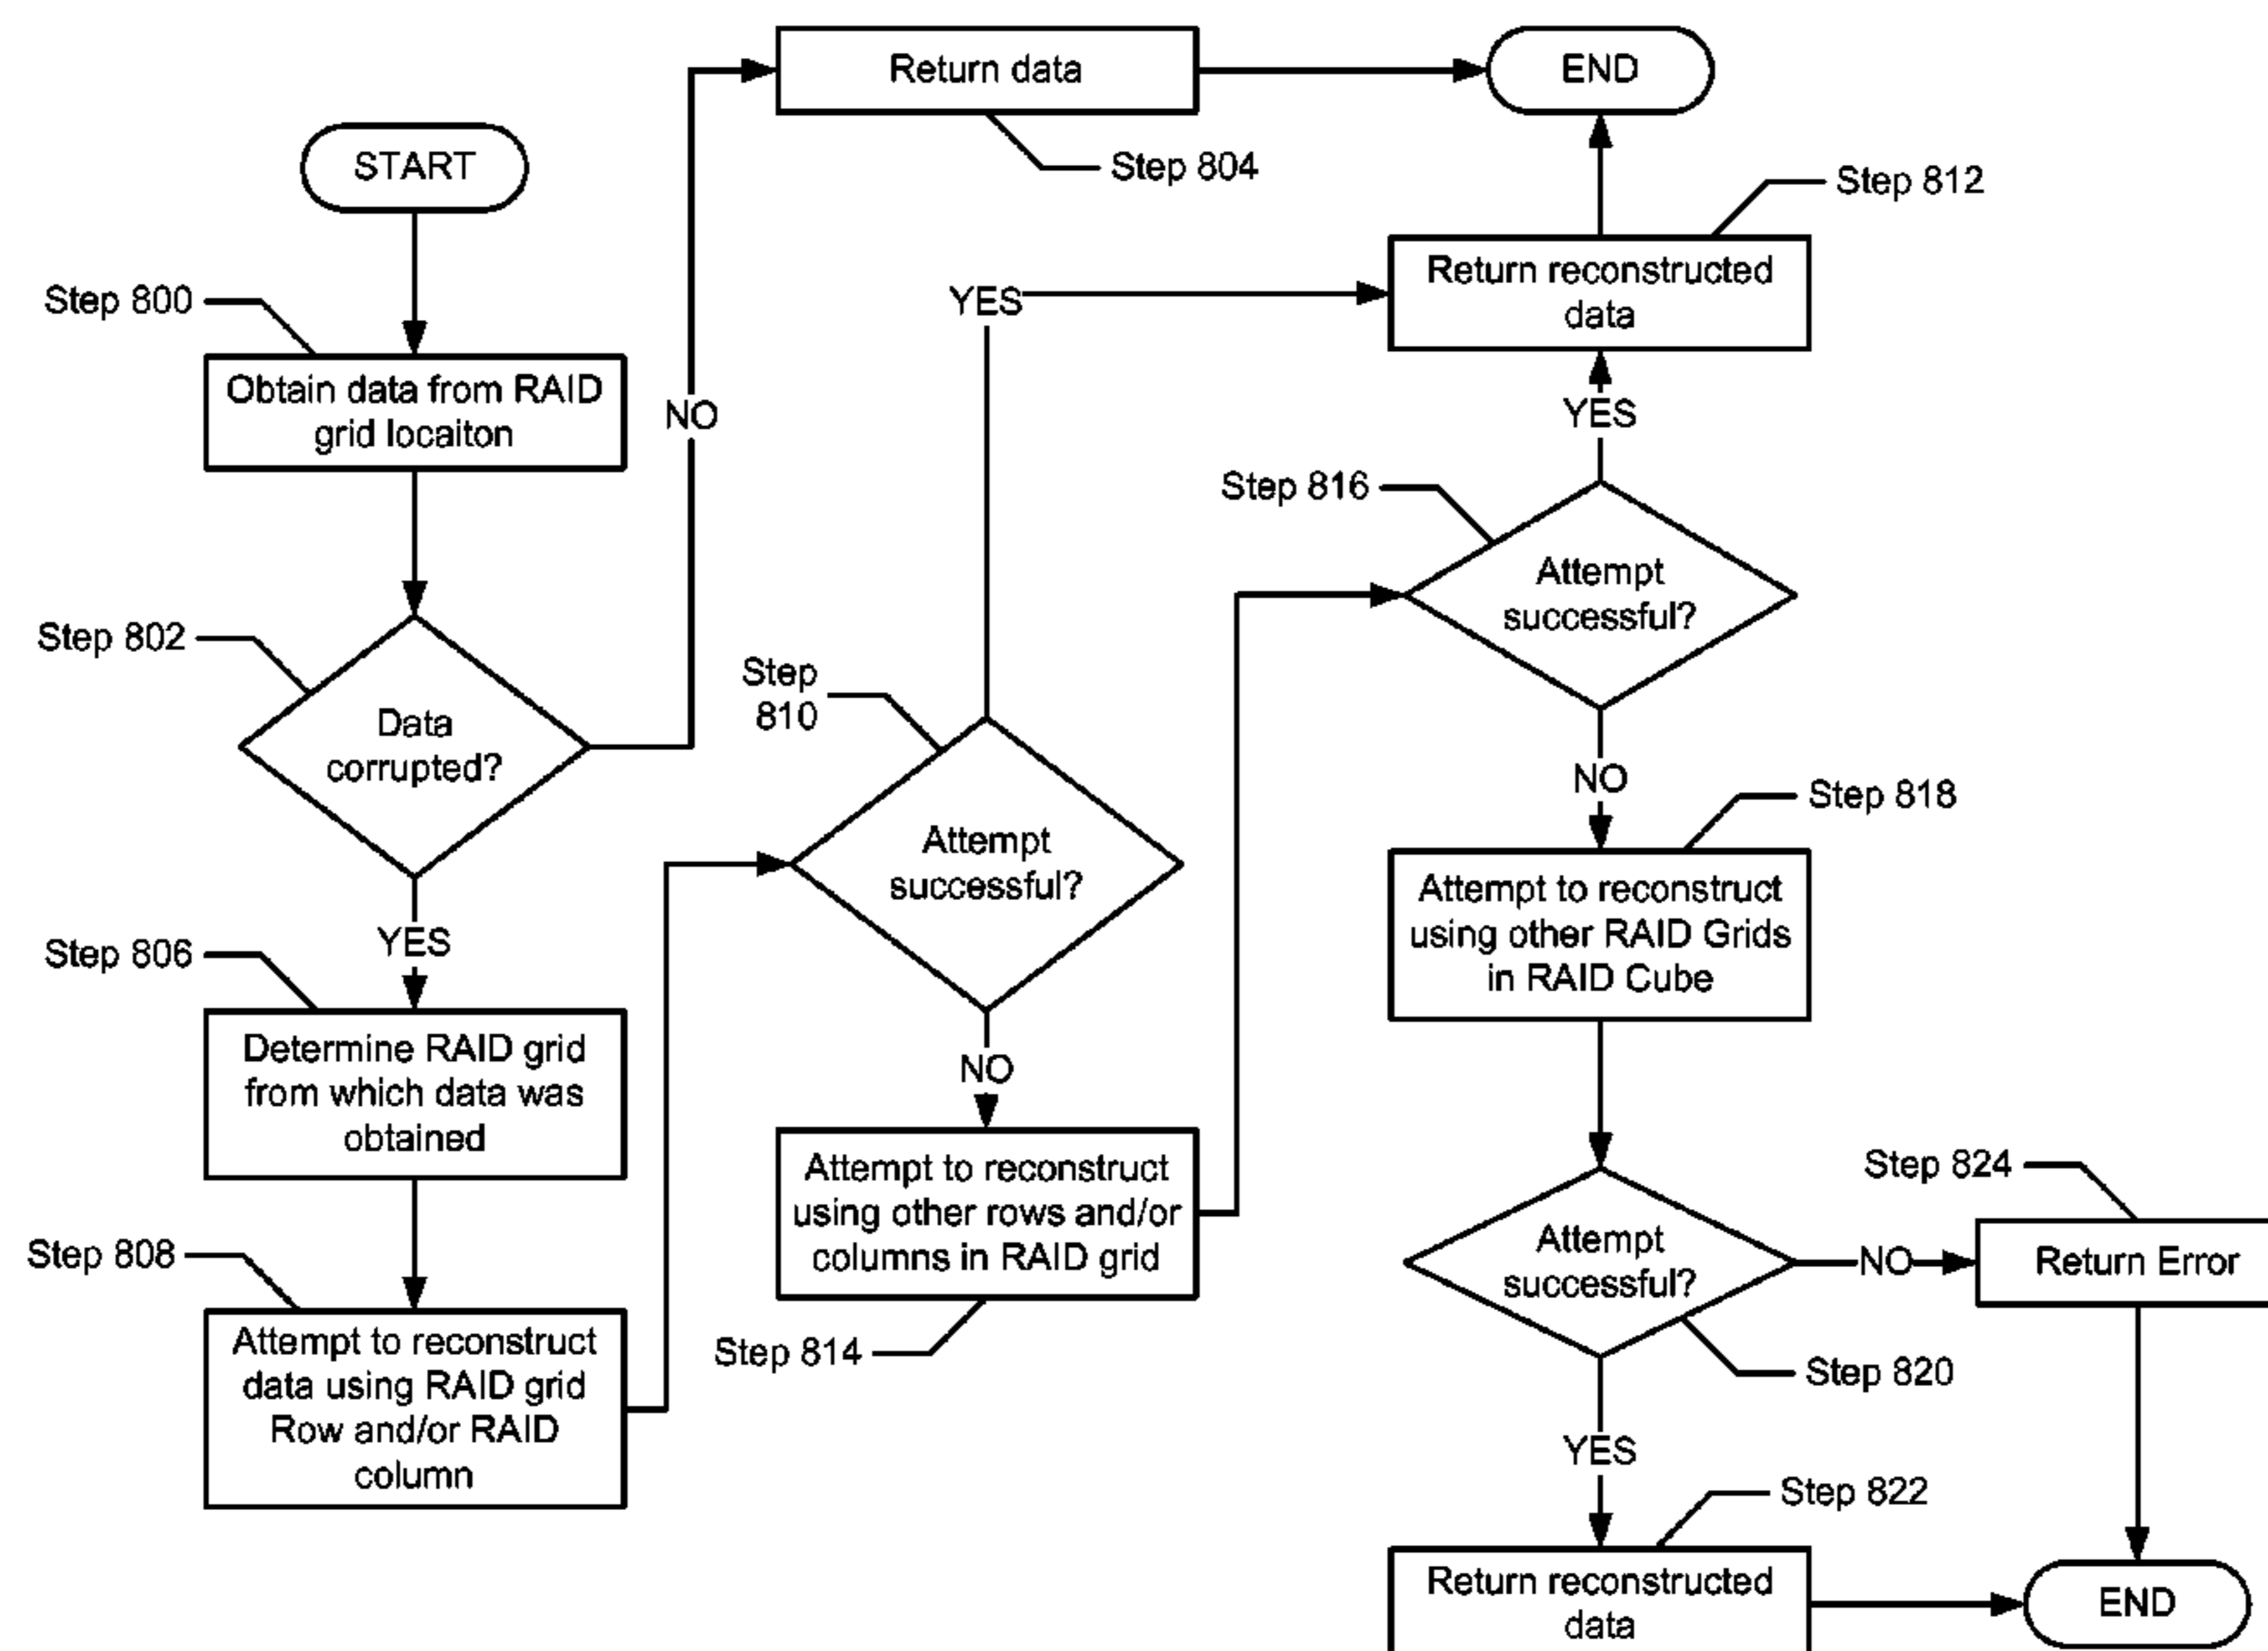 START
Step 800
Obtain data from RAID
grid locaiton
Step 802
Data
corrupted?
NO
YES
Return data
Step 804
END
Step 806
Determine RAID grid
from which data was
obtained
Step 808
Attempt to reconstruct
data using RAID grid
Row and/or RAID
column
Step
810
Attempt
successful?
YES
NO
Return reconstructed
data
Step 812
Attempt to reconstruct
using other rows and/or
columns in RAID grid
Step 814
Step 816
Attempt
successful?
YES
NO
Step 818
Attempt to reconstruct
using other RAID Grids
in RAID Cube
Attempt
successful?
Step 820
NO
Step 824
Return Error
YES
Step 822
Return reconstructed
data
END